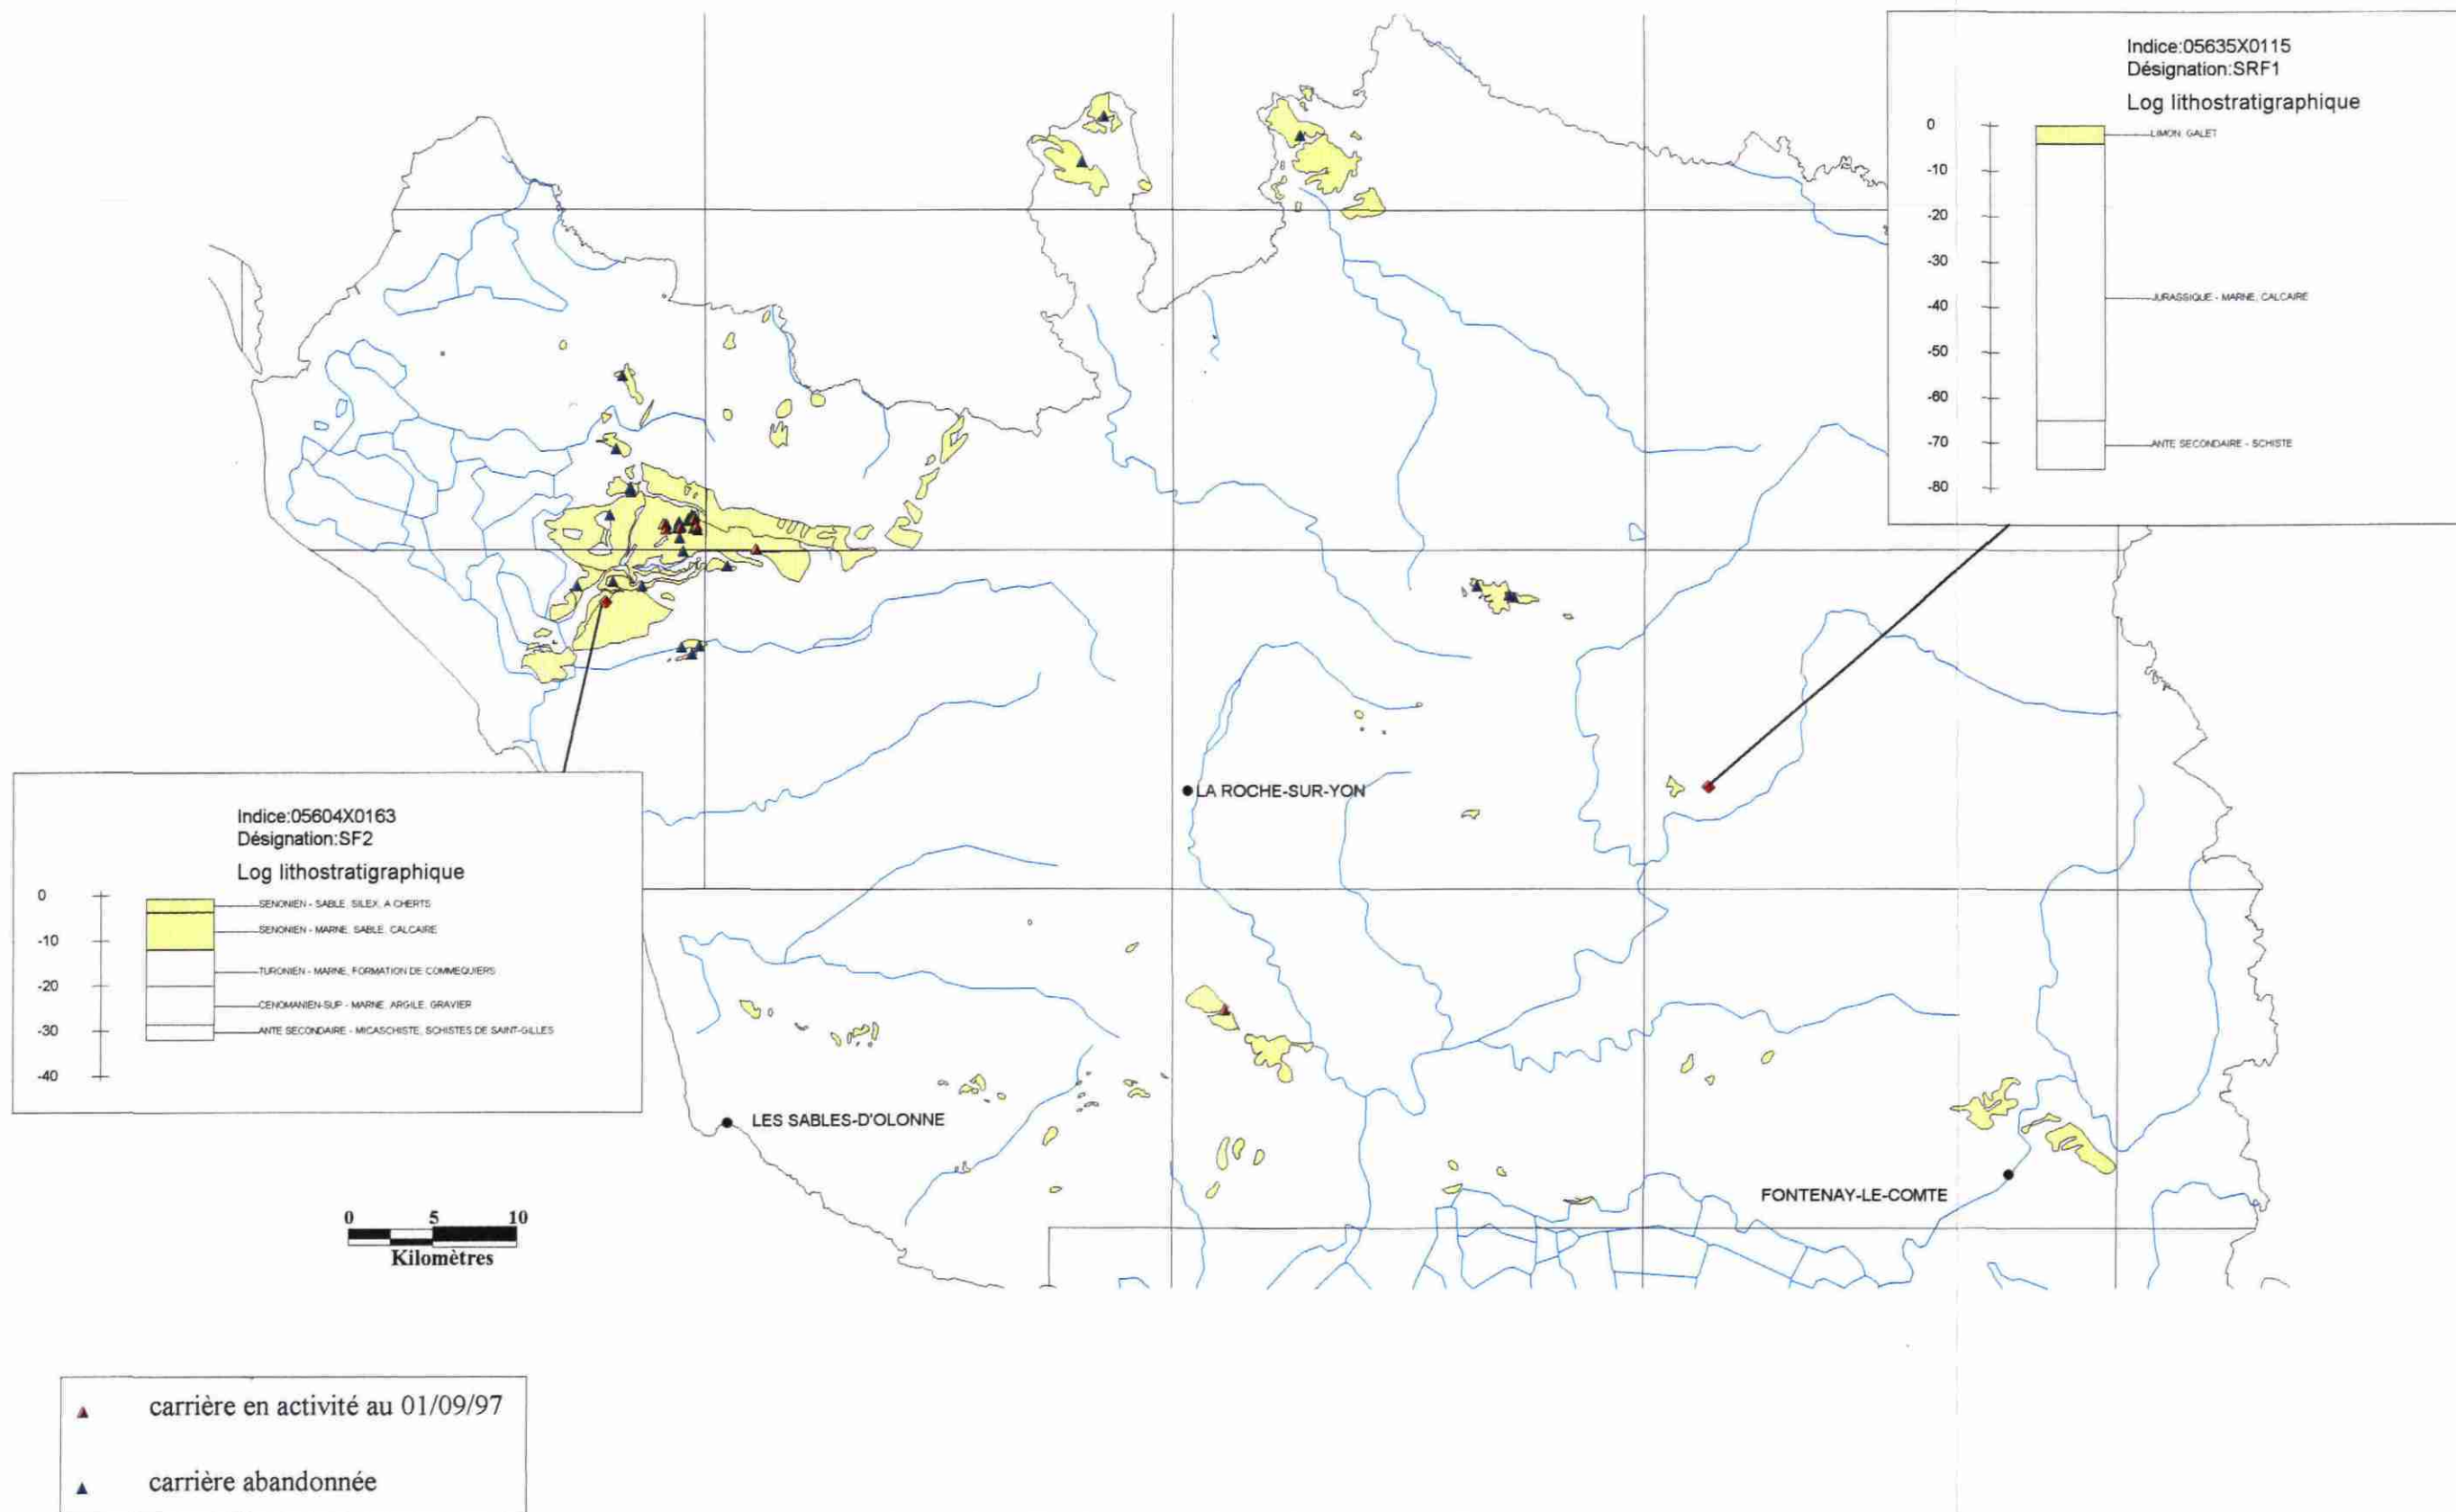 Indice:05635X0115
Désignation:SRF1
Log lithostratigraphique
0
-10
-20
-30
-40
-50
-60
-70
-80
LIMON, GALET
JURASSIQUE - MARNE, CALCAIRE
ANTE SECONDAIRE - SCHISTE
LA ROCHE-SUR-YON
Indice:05604X0163
Désignation:SF2
Log lithostratigraphique
0
-10
-20
-30
-40
SENONIEN - SABLE, SILEX, A CHERTS
SENONIEN - MARNE, SABLE, CALCAIRE
TURONIEN - MARNE, FORMATION DE COMMEQUIERS
CENOMANIEN-SUP - MARNE, ARGILE, GRAVIER
ANTE SECONDAIRE - MICASCHISTE, SCHISTES DE SAINT-GILLES
LES SABLES-D'OLONNE
FONTENAY-LE-COMTE
0 5 10
Kilomètres
carrière en activité au 01/09/97
carrière abandonnée